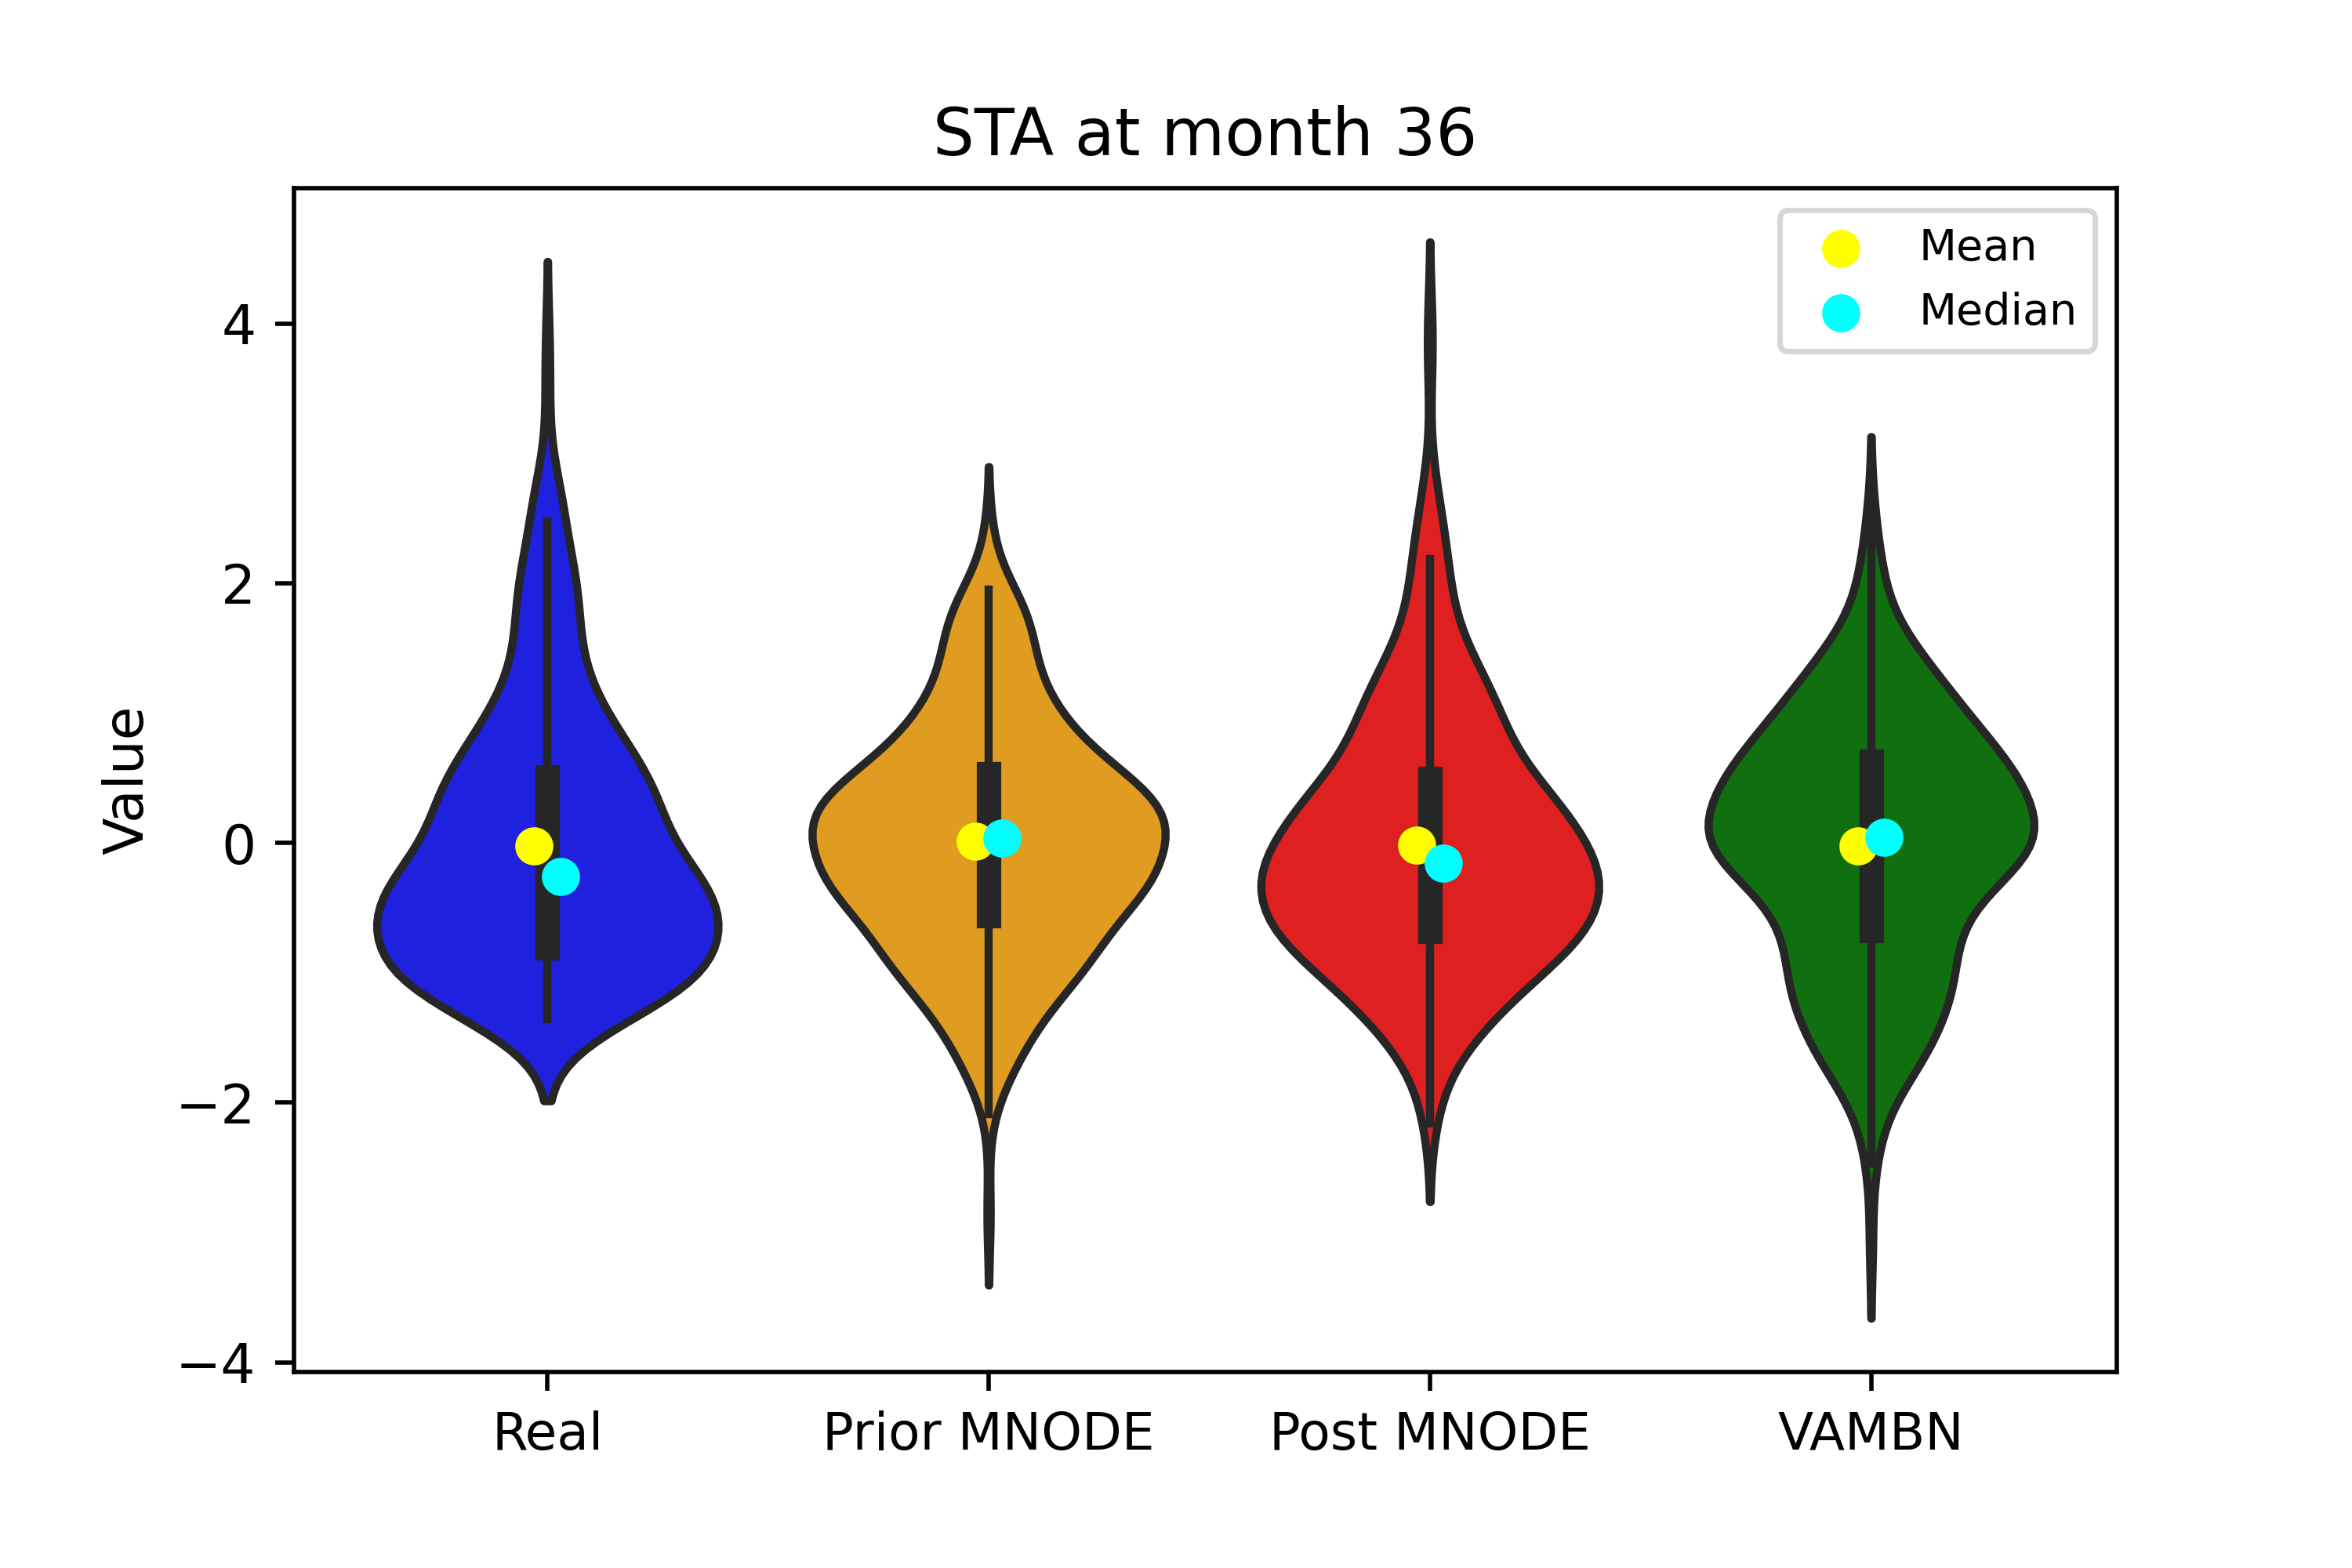 STA at month 36
Mean
Median
4
2
0
−2
−4
Value
Real
Prior MNODE
Post MNODE
VAMBN